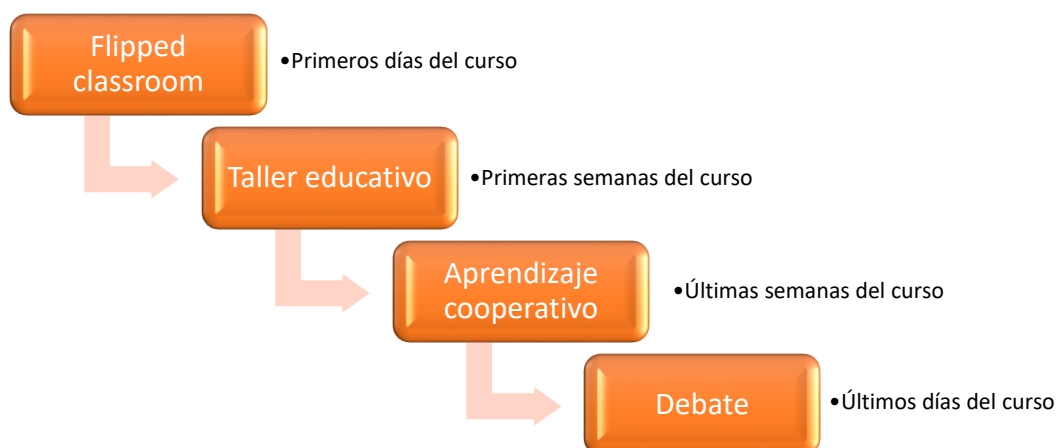 Flipped
classroom
•Primeros días del curso
Taller educativo
•Primeras semanas del curso
Aprendizaje
cooperativo
•Últimas semanas del curso
Debate
•Últimos días del curso